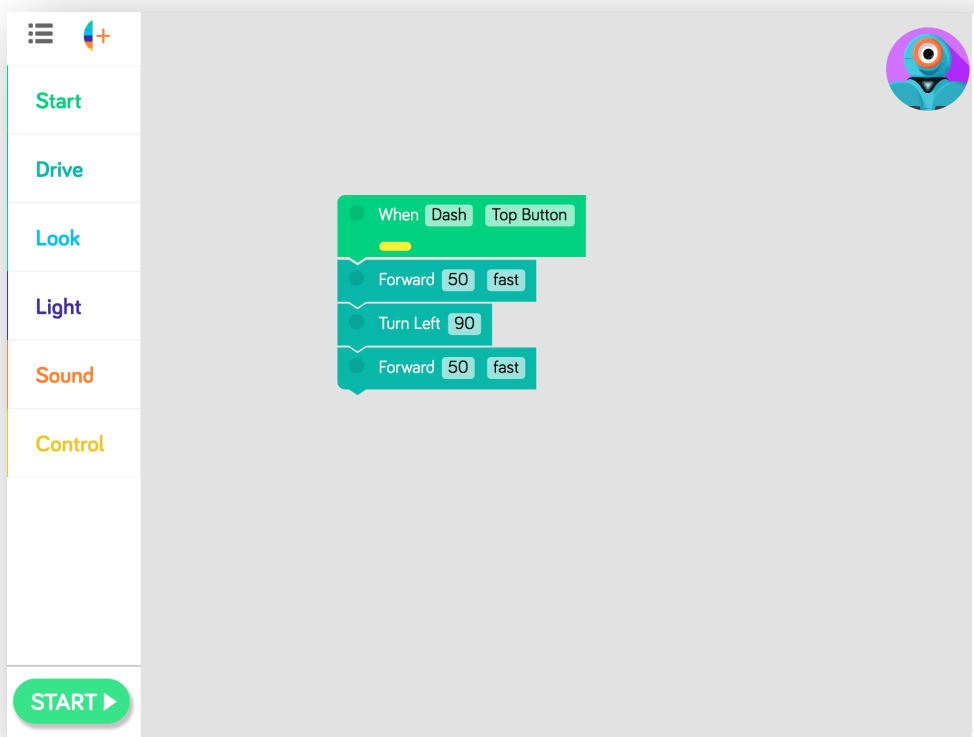 Start
Drive
Look
Light
Sound
Control
START
When Dash Top Button
Forward 50 fast
Turn Left 90
Forward 50 fast